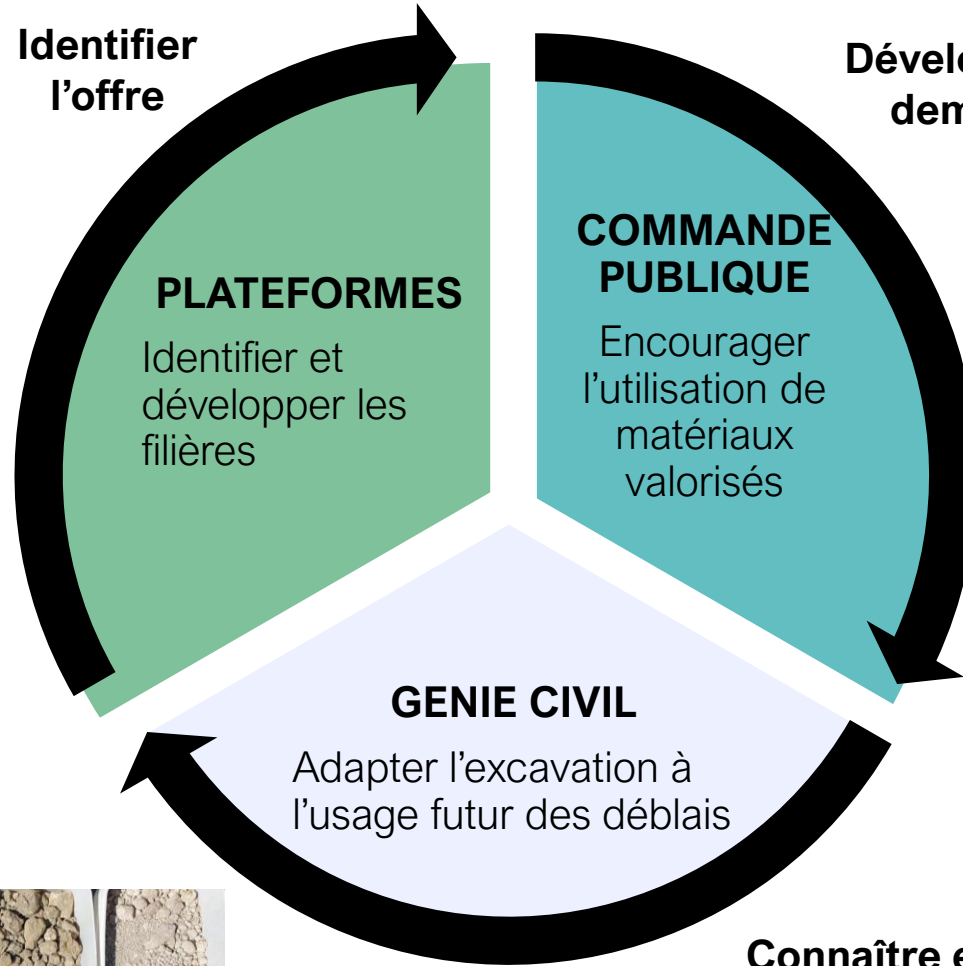 Identifier
l’offre
PLATEFORMES
Identifier et
développer les
filières
COMMANDE
PUBLIQUE
Encourager
l’utilisation de
matériaux
valorisés
GENIE CIVIL
Adapter l’excavation à
l’usage futur des déblais
Connaître